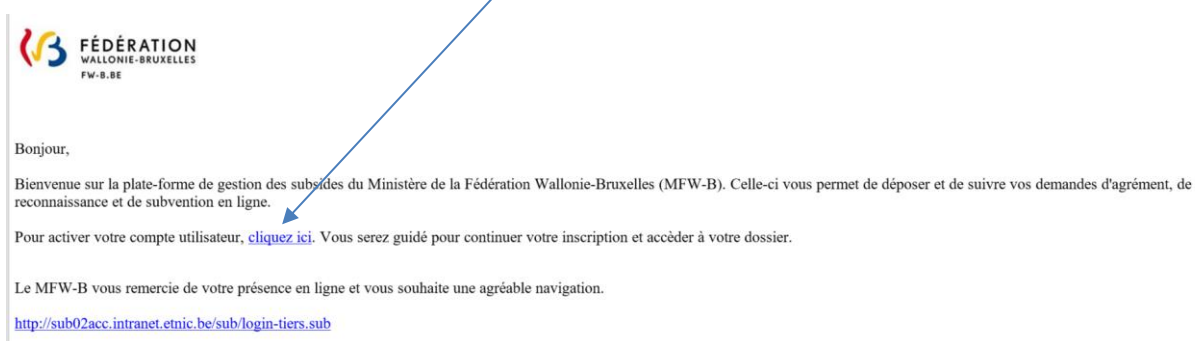 FÉDÉRATION
WALLONIE-BRUXELLES
FW-B.BE
Bonjour,
Bienvenue sur la plate-forme de gestion des subsides du Ministère de la Fédération Wallonie-Bruxelles (MFW-B). Celle-ci vous permet de déposer et de suivre vos demandes d'agrément, de
reconnaissance et de subvention en ligne.
Pour activer votre compte utilisateur, cliquez ici. Vous serez guidé pour continuer votre inscription et accèder à votre dossier.
Le MFW-B vous remercie de votre présence en ligne et vous souhaite une agréable navigation.
http://sub02acc.intranet.etnic.be/sub/login-tiers.sub